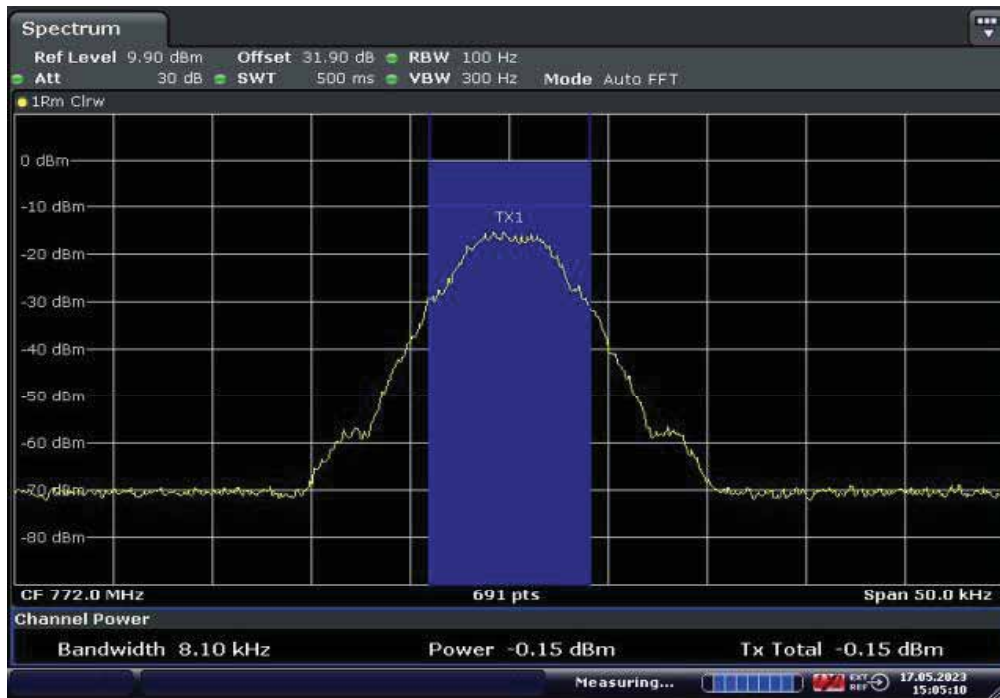 Spectrum
Ref Level 9.90 dBm Offset 31.90 dB RBW 100 Hz
Att 30 dB SWT 500 ms VBW 300 Hz Mode Auto FFT
1Rm Clrw
0 dBm
-10 dBm
TX1
-20 dBm
-30 dBm
-40 dBm
-50 dBm
-60 dBm
-70 dBm
-80 dBm
CF 772.0 MHz 691 pts Span 50.0 kHz
Channel Power
Bandwidth 8.10 kHz Power -0.15 dBm Tx Total -0.15 dBm
Measuring... EXT REF 17.05.2023
15:05:10